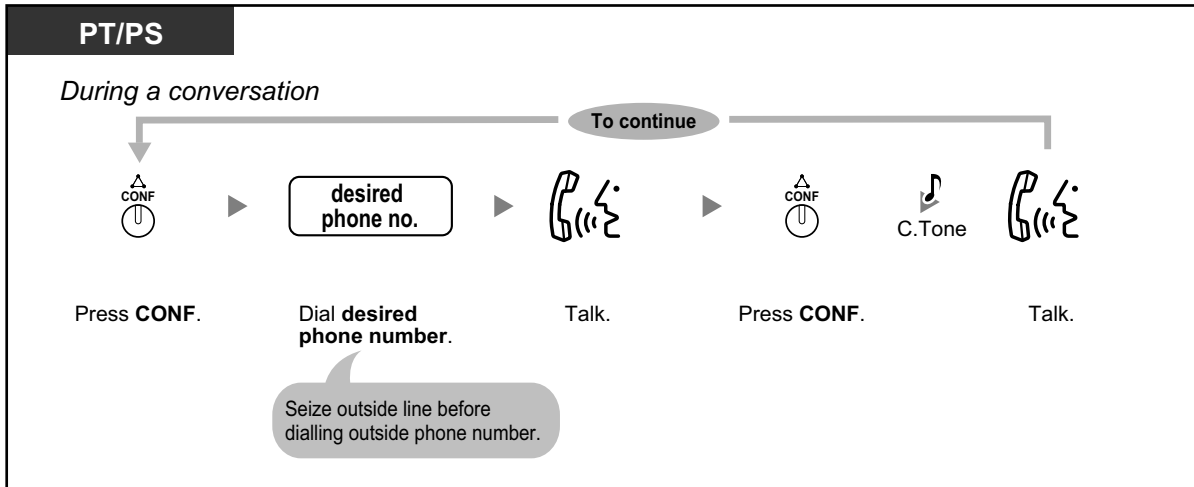 PT/PS
During a conversation
To continue
CONF
desired
phone no.
CONF
C.Tone
Press CONF.
Dial desired
phone number.
Talk.
Press CONF.
Talk.
Seize outside line before
dialling outside phone number.